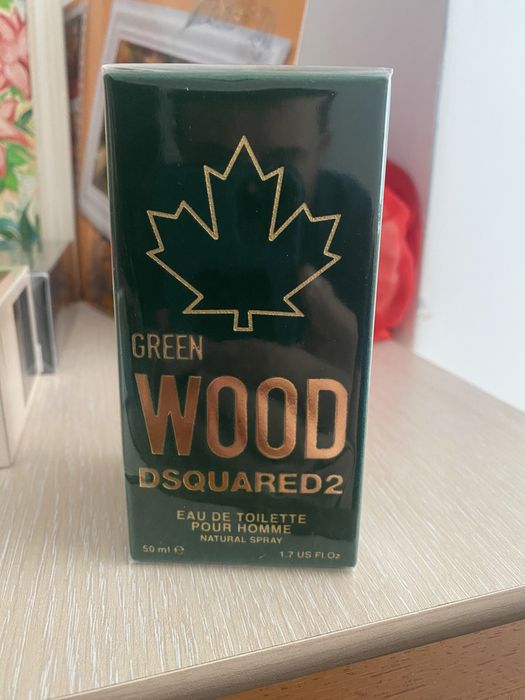 GREEN
WOOD
DSQUARED2
EAU DE TOILETTE
POUR HOMME
NATURAL SPRAY
50 ml ℮
1.7 US Fl.Oz